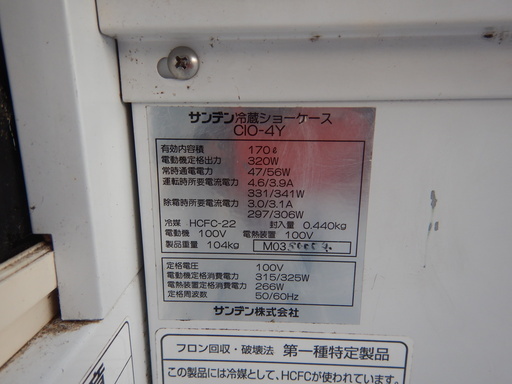 サンデン冷蔵ショーケース
CIO-4Y
有効内容積 170ℓ
電動機定格出力 320W
常時通電電力 47/56W
運転時所要電流電力 4.6/3.9A
331/341W
除霜時所要電流電力 3.0/3.1A
297/306W
冷媒 HCFC-22 封入量 0.440kg
電動機 100V 電熱装置 100V
製品重量 104kg M03
定格電圧 100V
電動機定格消費電力 315/325W
電熱装置定格消費電力 266W
定格周波数 50/60Hz
サンデン株式会社
フロン回収・破壊法 第一種特定製品
この製品には冷媒として、HCFCが使われています。